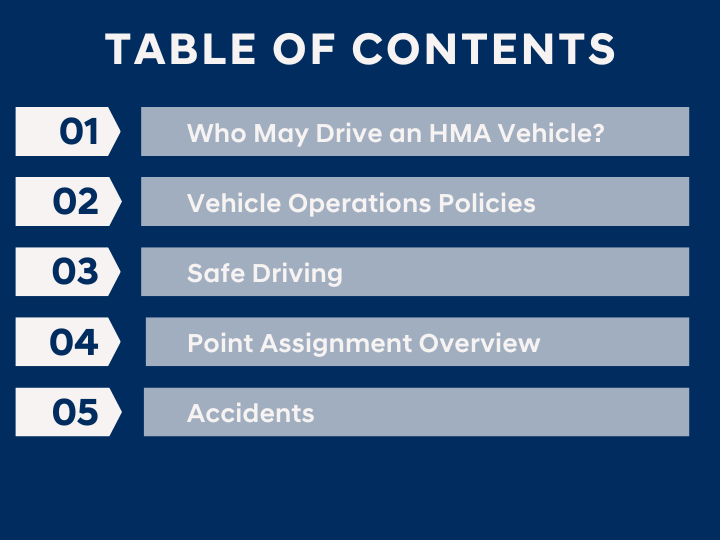 TABLE OF CONTENTS
01 Who May Drive an HMA Vehicle?
02 Vehicle Operations Policies
03 Safe Driving
04 Point Assignment Overview
05 Accidents